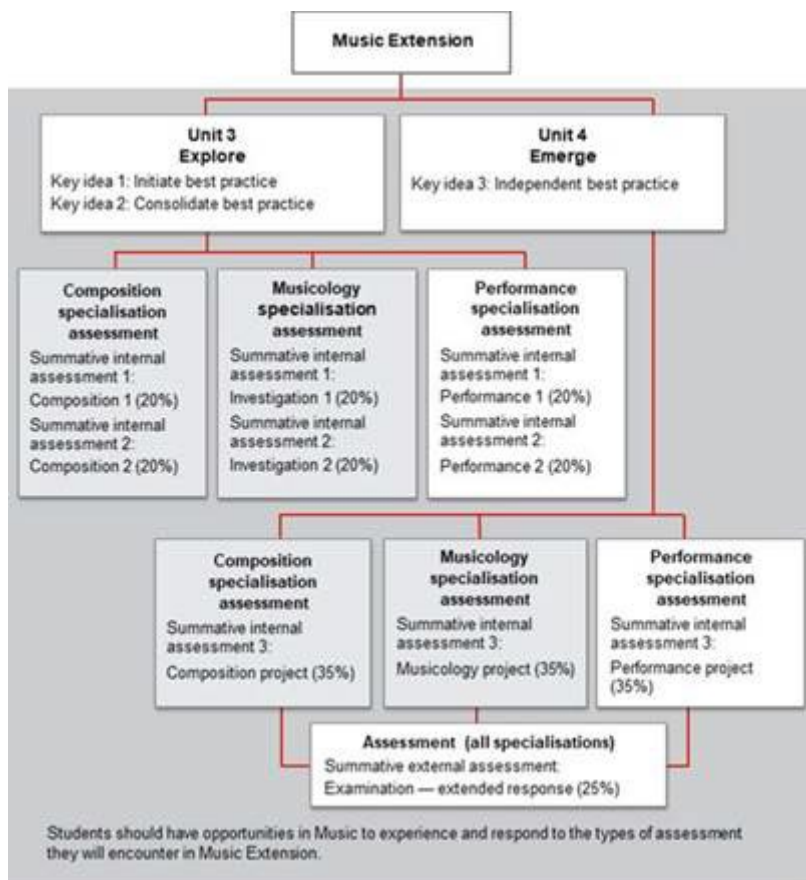 Music Extension
Unit 3
Explore
Key idea 1: Initiate best practice
Key idea 2: Consolidate best practice
Unit 4
Emerge
Key idea 3: Independent best practice
Composition
specialisation
assessment
Summative internal
assessment 1:
Composition 1 (20%)
Summative internal
assessment 2:
Composition 2 (20%)
Musicology
specialisation
assessment
Summative internal
assessment 1:
Investigation 1 (20%)
Summative internal
assessment 2:
Investigation 2 (20%)
Performance
specialisation
assessment
Summative internal
assessment 1:
Performance 1 (20%)
Summative internal
assessment 2:
Performance 2 (20%)
Composition
specialisation
assessment
Summative internal
assessment 3:
Composition project (35%)
Musicology
specialisation
assessment
Summative internal
assessment 3:
Musicology project (35%)
Performance
specialisation
assessment
Summative internal
assessment 3:
Performance project
(35%)
Assessment (all specialisations)
Summative external assessment:
Examination — extended response (25%)
Students should have opportunities in Music to experience and respond to the types of assessment
they will encounter in Music Extension.